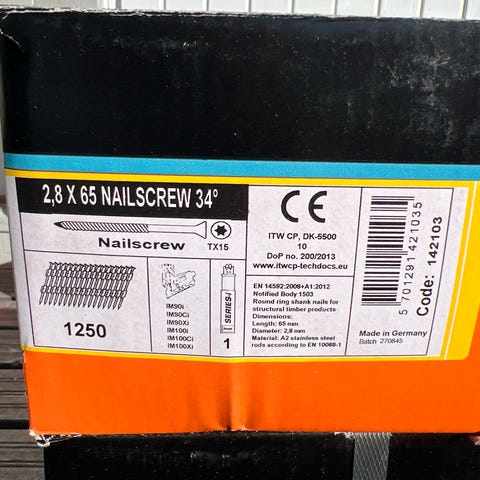 2,8 X 65 NAILSCREW 34°
Nailscrew
TX15
1250
IM90i
IM90Ci
IM90Xi
IM100i
IM100Ci
IM100Xi
SERIES-i
1
CE
ITW CP, DK-5500
10
DoP no. 200/2013
www.itwcp-techdocs.eu
EN 14592:2008+A1:2012
Notified Body 1503
Round ring shank nails for
structural timber products
Dimensions:
Length: 65 mm
Diameter: 2,8 mm
Material: A2 stainless steel
rods according to EN 10088-1
5 701291 421035
Code: 142103
Made in Germany
Batch 270845